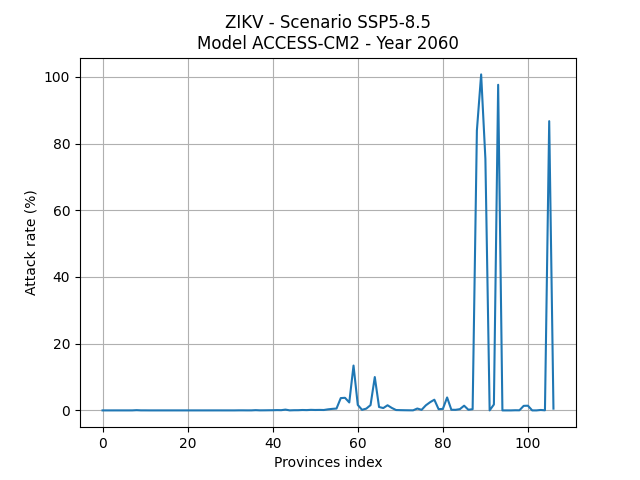 ZIKV - Scenario SSP5-8.5
Model ACCESS-CM2 - Year 2060
100
80
60
40
20
0
Attack rate (%)
0 20 40 60 80 100
Provinces index